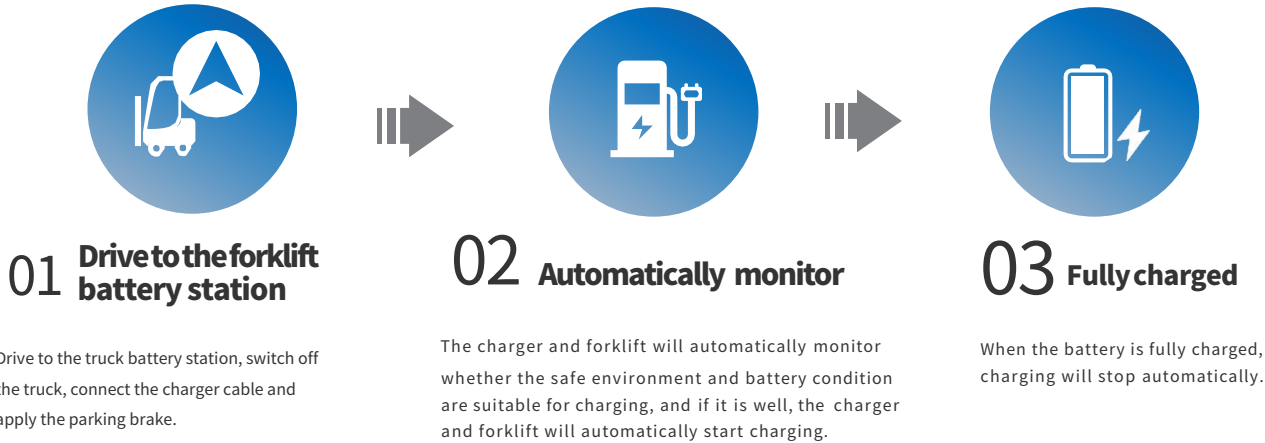 01
Drive to the forklift
battery station
Drive to the truck battery station, switch off
the truck, connect the charger cable and
apply the parking brake.
02
Automatically monitor
The charger and forklift will automatically monitor
whether the safe environment and battery condition
are suitable for charging, and if it is well, the charger
and forklift will automatically start charging.
03
Fully charged
When the battery is fully charged,
charging will stop automatically.